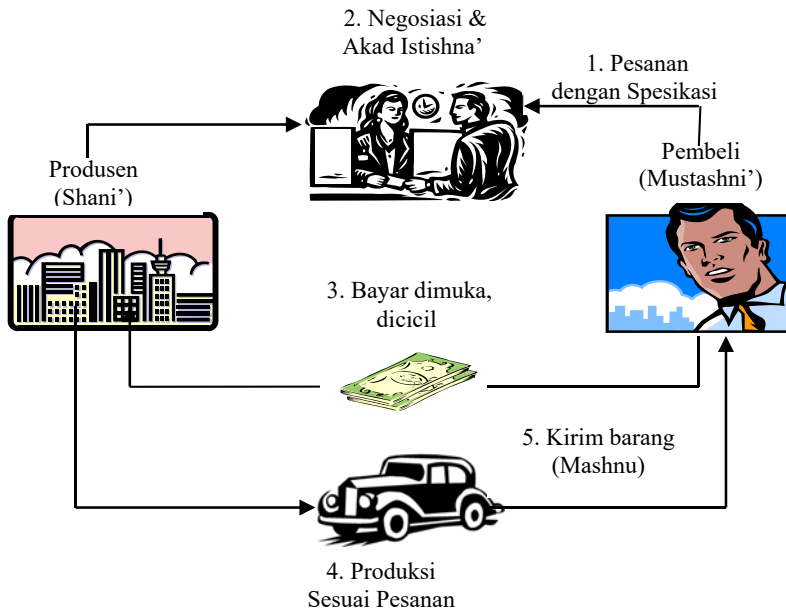 2. Negosiasi &
Akad Istishna’
1. Pesanan
dengan Spesikasi
Produsen
(Shani’)
Pembeli
(Mustashni’)
3. Bayar dimuka,
dicicil
5. Kirim barang
(Mashnu)
4. Produksi
Sesuai Pesanan